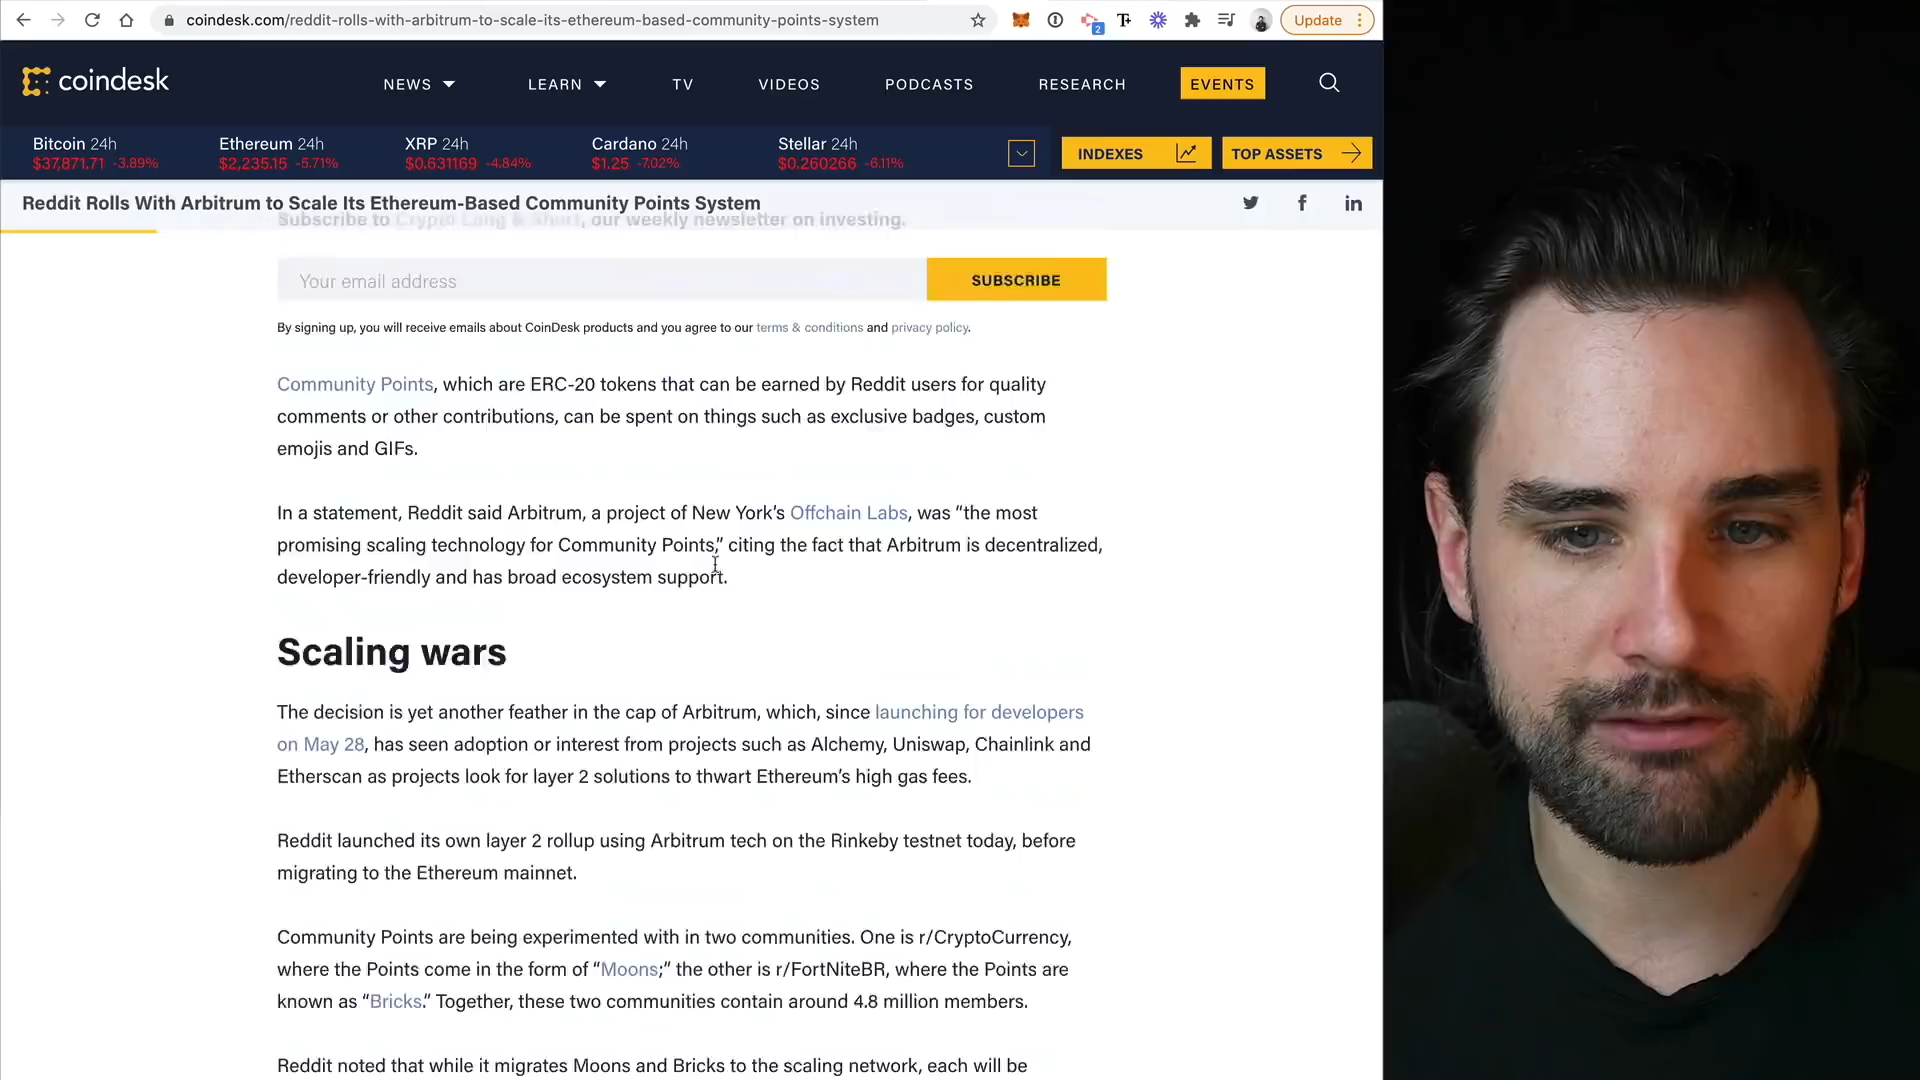 coindesk.com/reddit-rolls-with-arbitrum-to-scale-its-ethereum-based-community-points-system
2
Update
coindesk
NEWS LEARN TV VIDEOS PODCASTS RESEARCH EVENTS
Bitcoin 24h Ethereum 24h XRP 24h Cardano 24h Stellar 24h
$37,871.71 -3.89% $2,235.15 -5.71% $0.631169 -4.84% $1.25 -7.02% $0.260266 -6.11%
INDEXES TOP ASSETS
Reddit Rolls With Arbitrum to Scale Its Ethereum-Based Community Points System
Subscribe to Crypto Long & Short, our weekly newsletter on investing.
Your email address SUBSCRIBE
By signing up, you will receive emails about CoinDesk products and you agree to our terms & conditions and privacy policy.
Community Points, which are ERC-20 tokens that can be earned by Reddit users for quality
comments or other contributions, can be spent on things such as exclusive badges, custom
emojis and GIFs.
In a statement, Reddit said Arbitrum, a project of New York’s Offchain Labs, was “the most
promising scaling technology for Community Points,” citing the fact that Arbitrum is decentralized,
developer-friendly and has broad ecosystem support.
Scaling wars
The decision is yet another feather in the cap of Arbitrum, which, since launching for developers
on May 28, has seen adoption or interest from projects such as Alchemy, Uniswap, Chainlink and
Etherscan as projects look for layer 2 solutions to thwart Ethereum’s high gas fees.
Reddit launched its own layer 2 rollup using Arbitrum tech on the Rinkeby testnet today, before
migrating to the Ethereum mainnet.
Community Points are being experimented with in two communities. One is r/CryptoCurrency,
where the Points come in the form of “Moons;” the other is r/FortNiteBR, where the Points are
known as “Bricks.” Together, these two communities contain around 4.8 million members.
Reddit noted that while it migrates Moons and Bricks to the scaling network, each will be